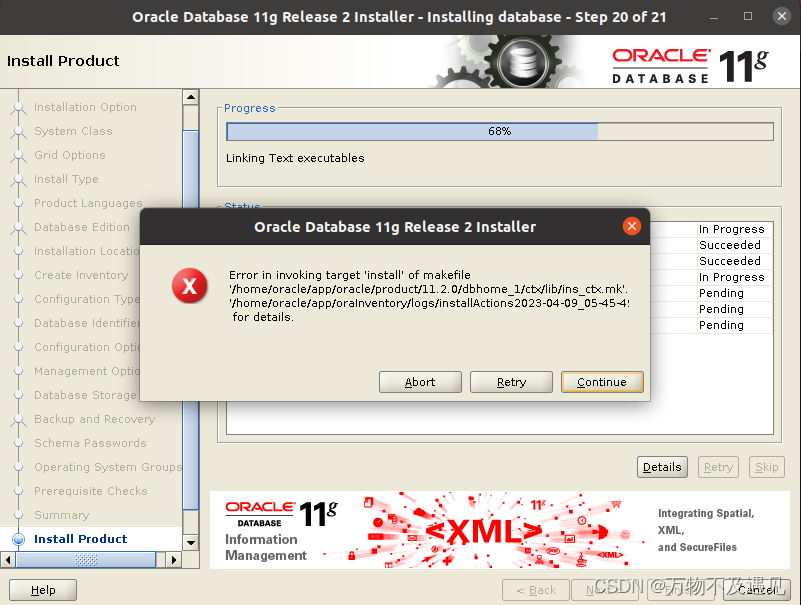 Oracle Database 11g Release 2 Installer - Installing database - Step 20 of 21
Install Product
ORACLE
DATABASE
11g
Installation Option
System Class
Grid Options
Install Type
Product Languages
Database Edition
Installation Locatio
Create Inventory
Configuration Type
Database Identifier
Configuration Optio
Management Optio
Database Storage
Backup and Recovery
Schema Passwords
Operating System Groups
Prerequisite Checks
Summary
Install Product
Progress
68%
Linking Text executables
Status
In Progress
Succeeded
Succeeded
In Progress
Pending
Pending
Pending
Oracle Database 11g Release 2 Installer
Error in invoking target 'install' of makefile
'/home/oracle/app/oracle/product/11.2.0/dbhome_1/ctx/lib/ins_ctx.mk'.
'/home/oracle/app/oraInventory/logs/installActions2023-04-09_05-45-4
for details.
Abort
Retry
Continue
Details
Retry
Skip
ORACLE
DATABASE
11g
Information
Management
<XML>
11g
<XML>
Integrating Spatial,
XML,
and SecureFiles
Help
< Back
Cancel
CSDN @万物不及遇见